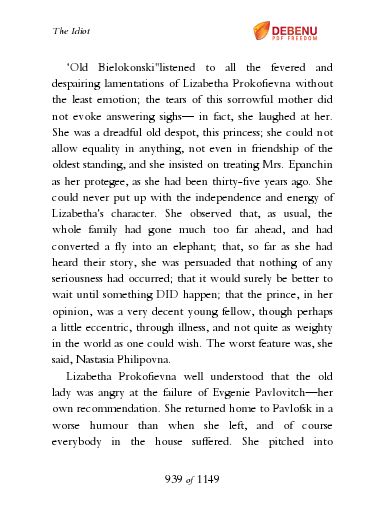 The Idiot
DEBENU
PDF FREEDOM
'Old Bielokonski"listened to all the fevered and
despairing lamentations of Lizabetha Prokofievna without
the least emotion; the tears of this sorrowful mother did
not evoke answering sighs— in fact, she laughed at her.
She was a dreadful old despot, this princess; she could not
allow equality in anything, not even in friendship of the
oldest standing, and she insisted on treating Mrs. Epanchin
as her protegee, as she had been thirty-five years ago. She
could never put up with the independence and energy of
Lizabetha's character. She observed that, as usual, the
whole family had gone much too far ahead, and had
converted a fly into an elephant; that, so far as she had
heard their story, she was persuaded that nothing of any
seriousness had occurred; that it would surely be better to
wait until something DID happen; that the prince, in her
opinion, was a very decent young fellow, though perhaps
a little eccentric, through illness, and not quite as weighty
in the world as one could wish. The worst feature was, she
said, Nastasia Philipovna.
Lizabetha Prokofievna well understood that the old
lady was angry at the failure of Evgenie Pavlovitch—her
own recommendation. She returned home to Pavlofsk in a
worse humour than when she left, and of course
everybody in the house suffered. She pitched into
939 of 1149